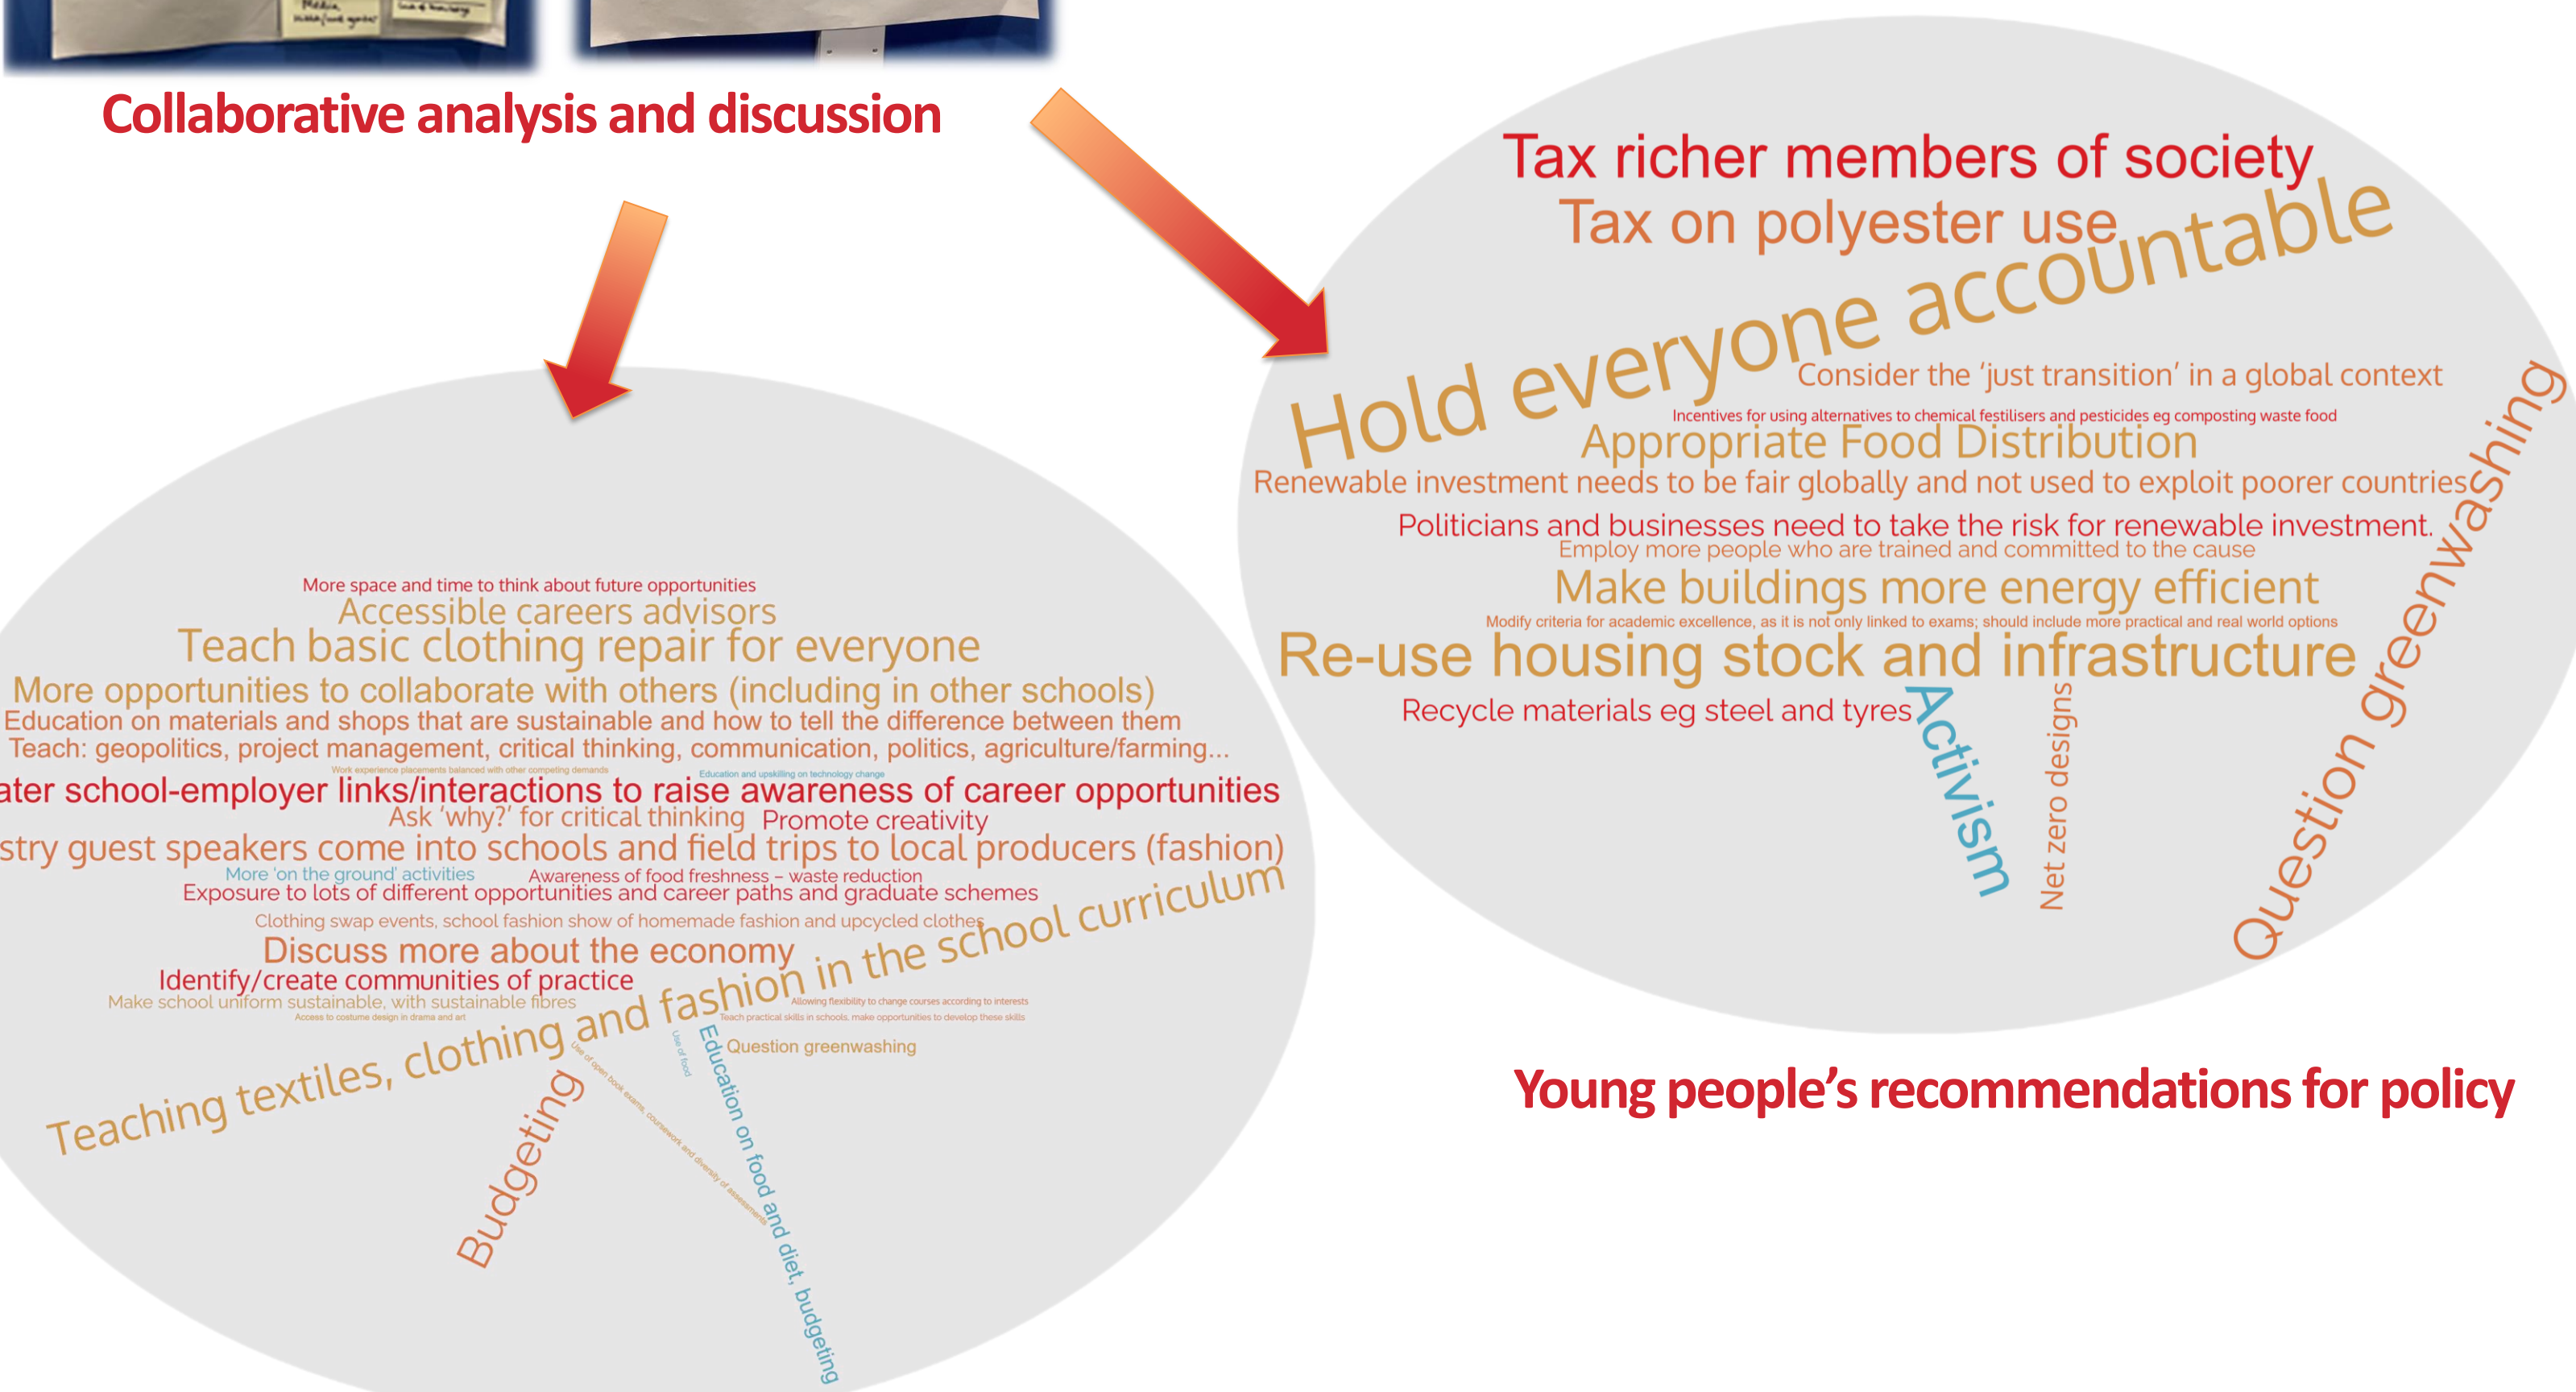 Media
Collaborative analysis and discussion
Tax richer members of society
Tax on polyester use
Hold everyone accountable
Consider the ‘just transition’ in a global context
Incentives for using alternatives to chemical festilisers and pesticides eg composting waste food
Appropriate Food Distribution
Renewable investment needs to be fair globally and not used to exploit poorer countries
Politicians and businesses need to take the risk for renewable investment.
Employ more people who are trained and committed to the cause
Make buildings more energy efficient
Modify criteria for academic excellence, as it is not only linked to exams; should include more practical and real world options
Re-use housing stock and infrastructure
Recycle materials eg steel and tyres
Activism
Net zero designs
Question greenwashing
Young people’s recommendations for policy
More space and time to think about future opportunities
Accessible careers advisors
Teach basic clothing repair for everyone
More opportunities to collaborate with others (including in other schools)
Education on materials and shops that are sustainable and how to tell the difference between them
Teach: geopolitics, project management, critical thinking, communication, politics, agriculture/farming...
Work experience placements balanced with other competing demands
Education and upskilling on technology change
ater school-employer links/interactions to raise awareness of career opportunities
Ask ‘why?’ for critical thinking
Promote creativity
stry guest speakers come into schools and field trips to local producers (fashion)
More ‘on the ground’ activities
Awareness of food freshness – waste reduction
Exposure to lots of different opportunities and career paths and graduate schemes
Clothing swap events, school fashion show of homemade fashion and upcycled clothes
Discuss more about the economy
Identify/create communities of practice
Make school uniform sustainable, with sustainable fibres
Access to costume design in drama and art
Teaching textiles, clothing and fashion in the school curriculum
Allowing flexibility to change courses according to interests
Teach practical skills in schools. make opportunities to develop these skills
Question greenwashing
Use of food
Education on food and diet, budgeting
Use of open book exams, coursework and diversity of assessments
Budgeting